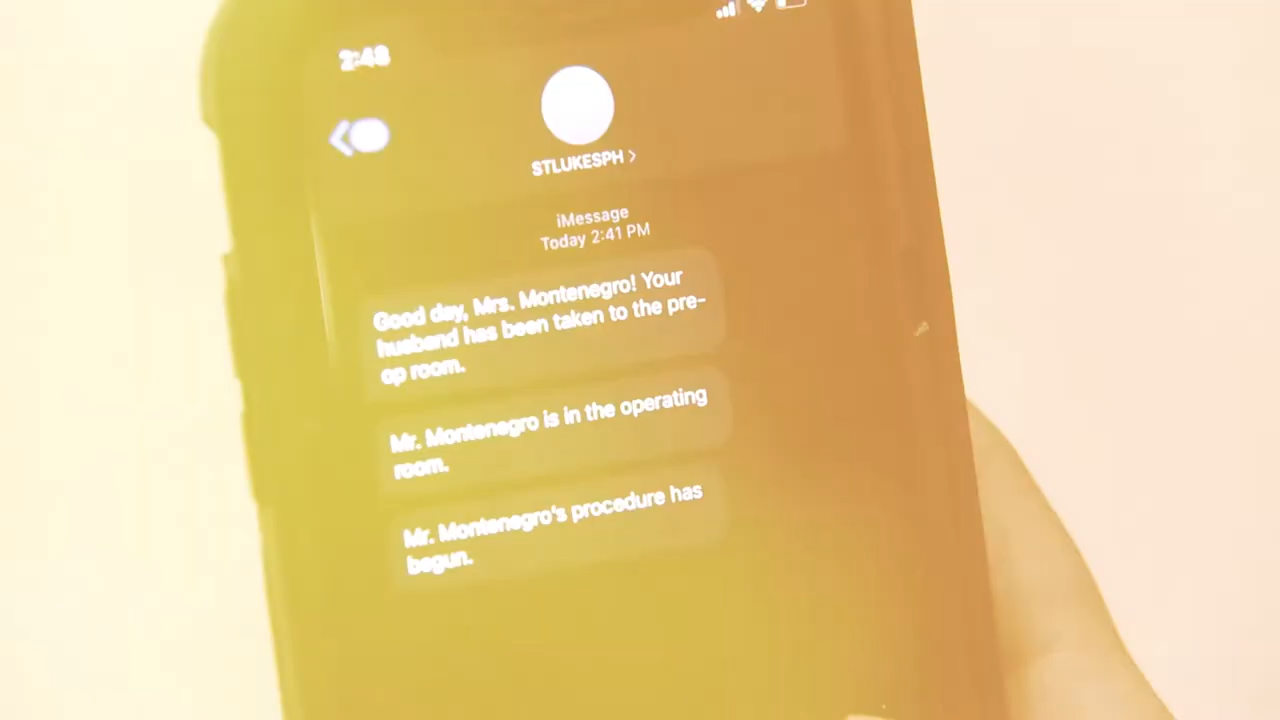 2:48
STLUKESPH >
iMessage
Today 2:41 PM
Good day, Mrs. Montenegro! Your
husband has been taken to the pre-
op room.
Mr. Montenegro is in the operating
room.
Mr. Montenegro's procedure has
begun.